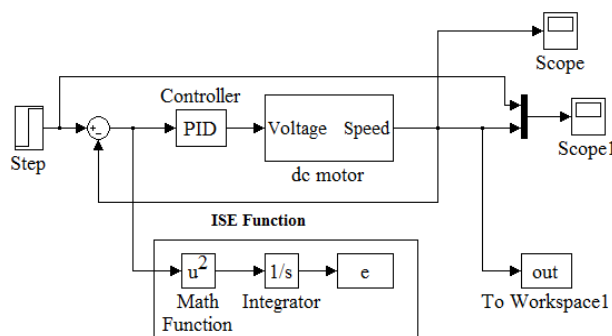 Scope
Controller
PID
Voltage Speed
Scope1
Step
dc motor
ISE Function
u²
1/s
e
out
Math
Function
Integrator
To Workspace1